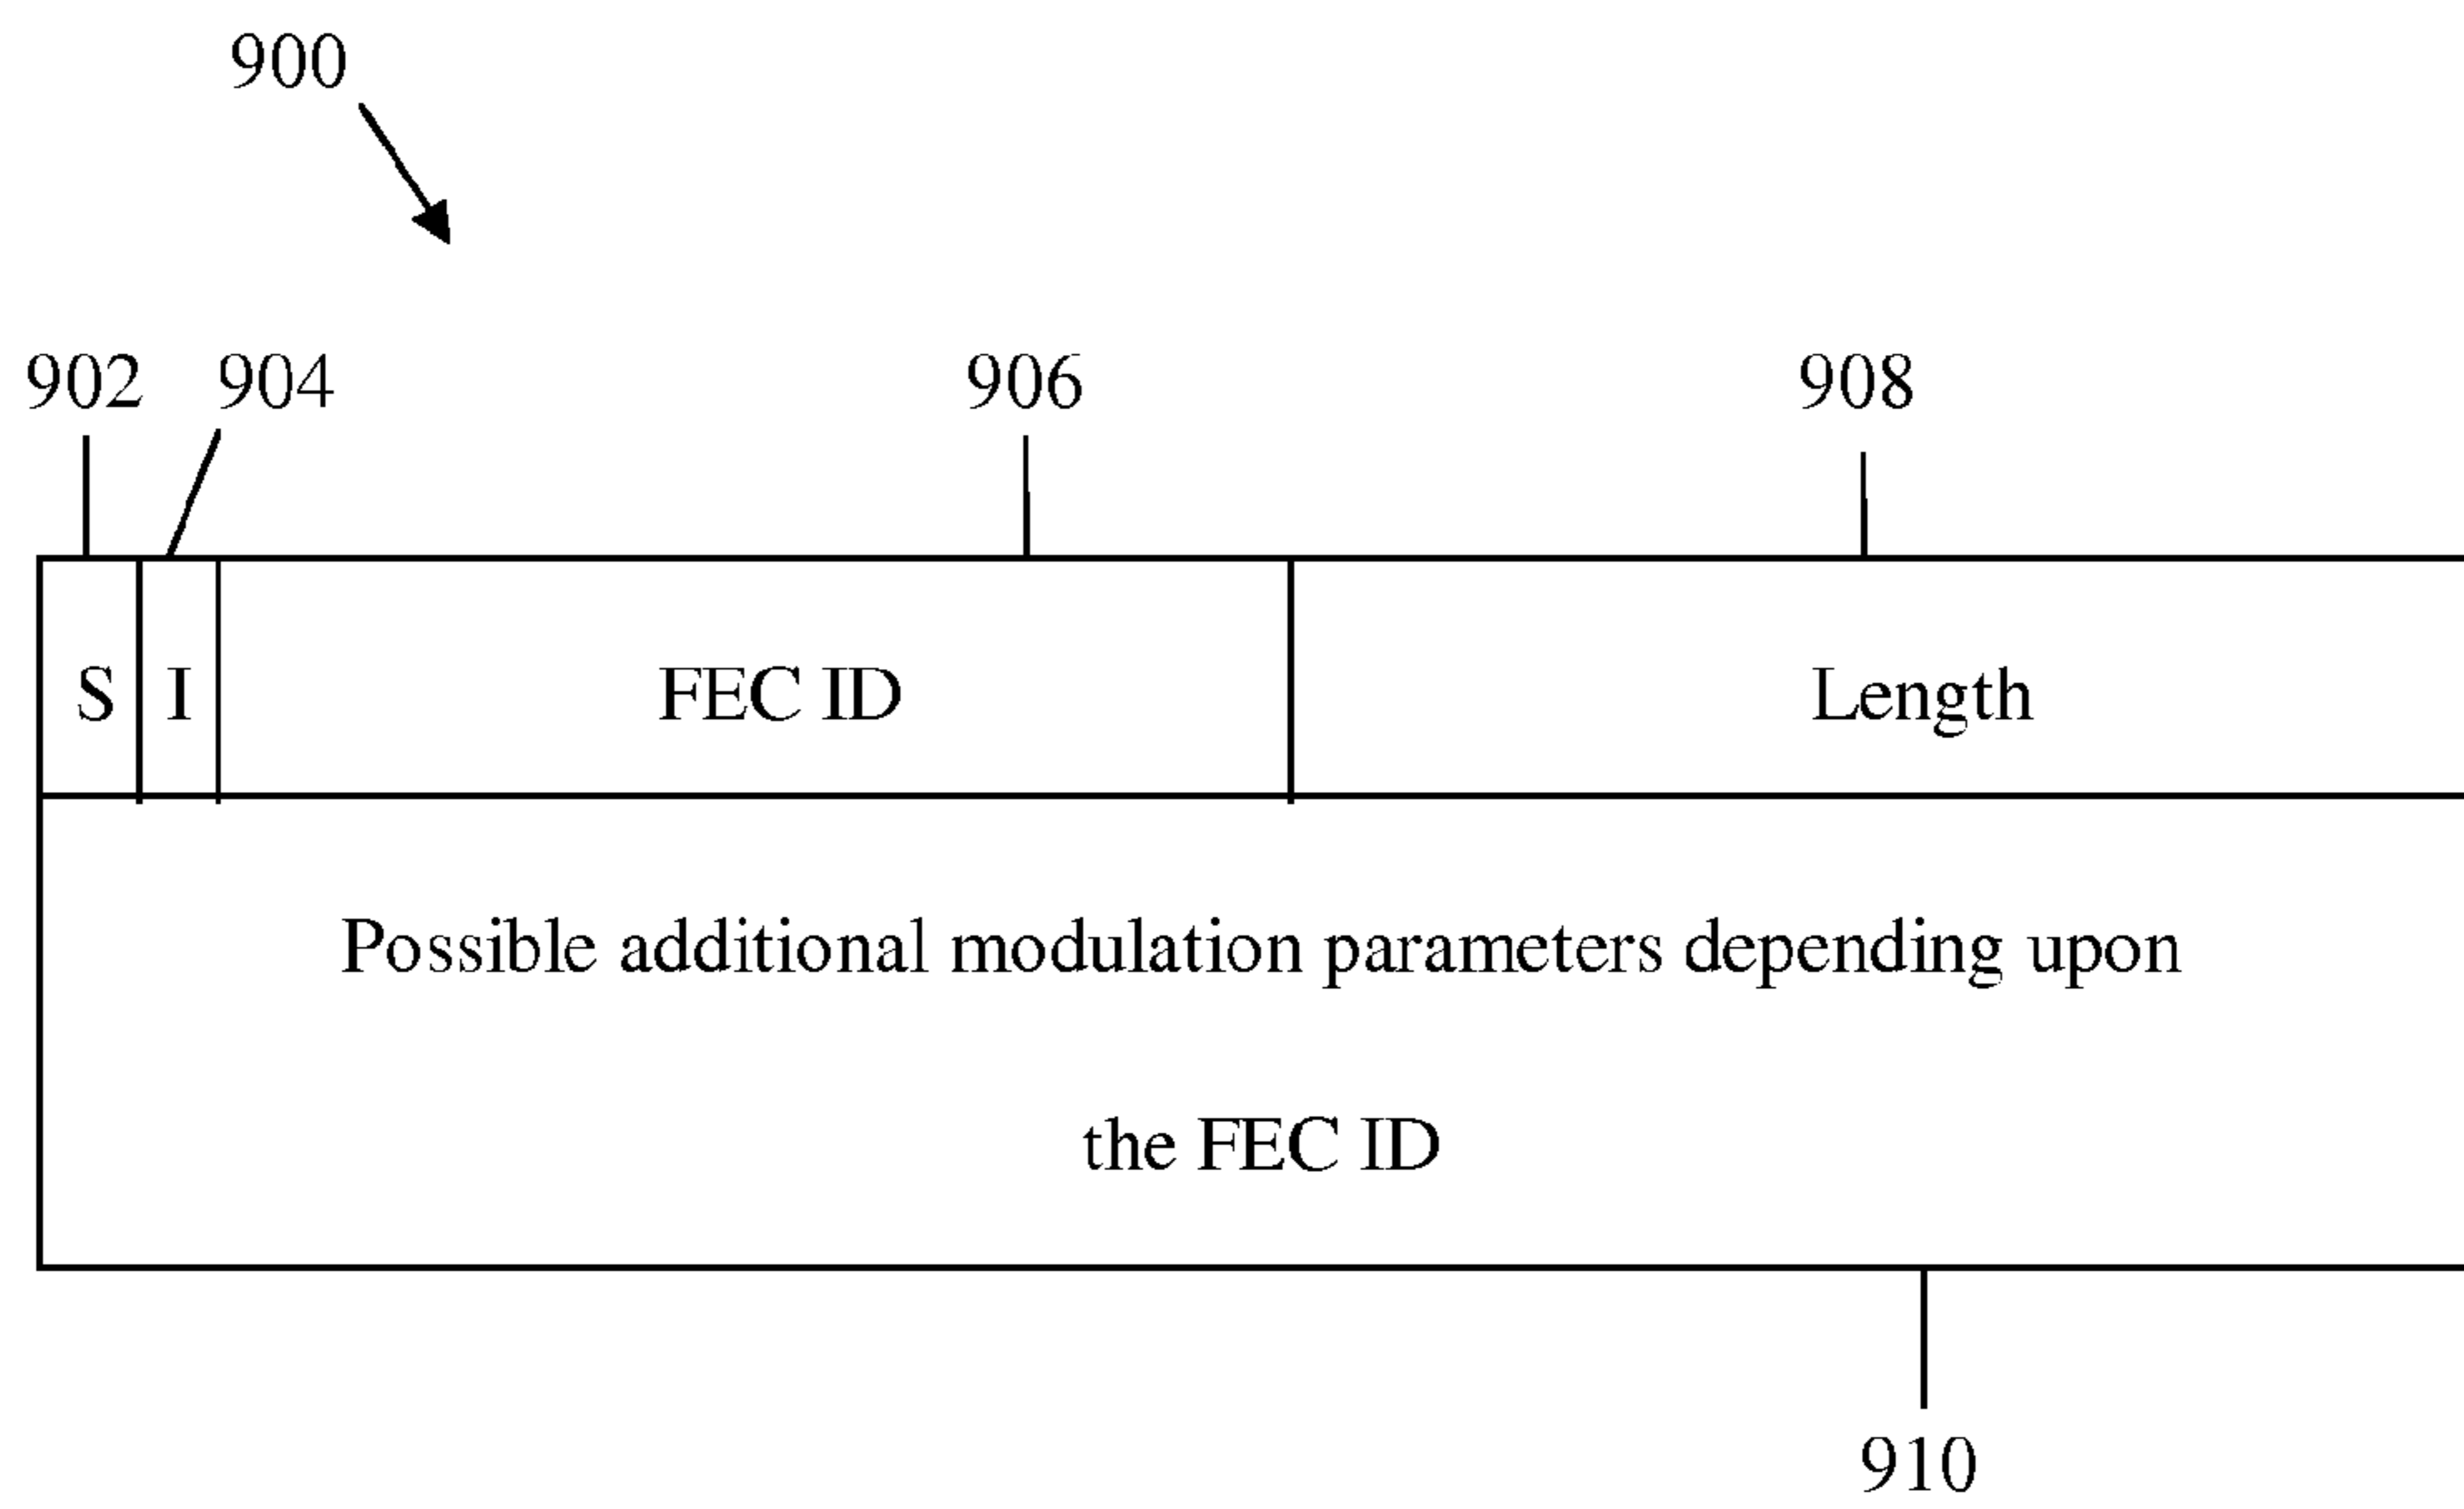 900
902 904 906 908
S I FEC ID Length
Possible additional modulation parameters depending upon
the FEC ID
910